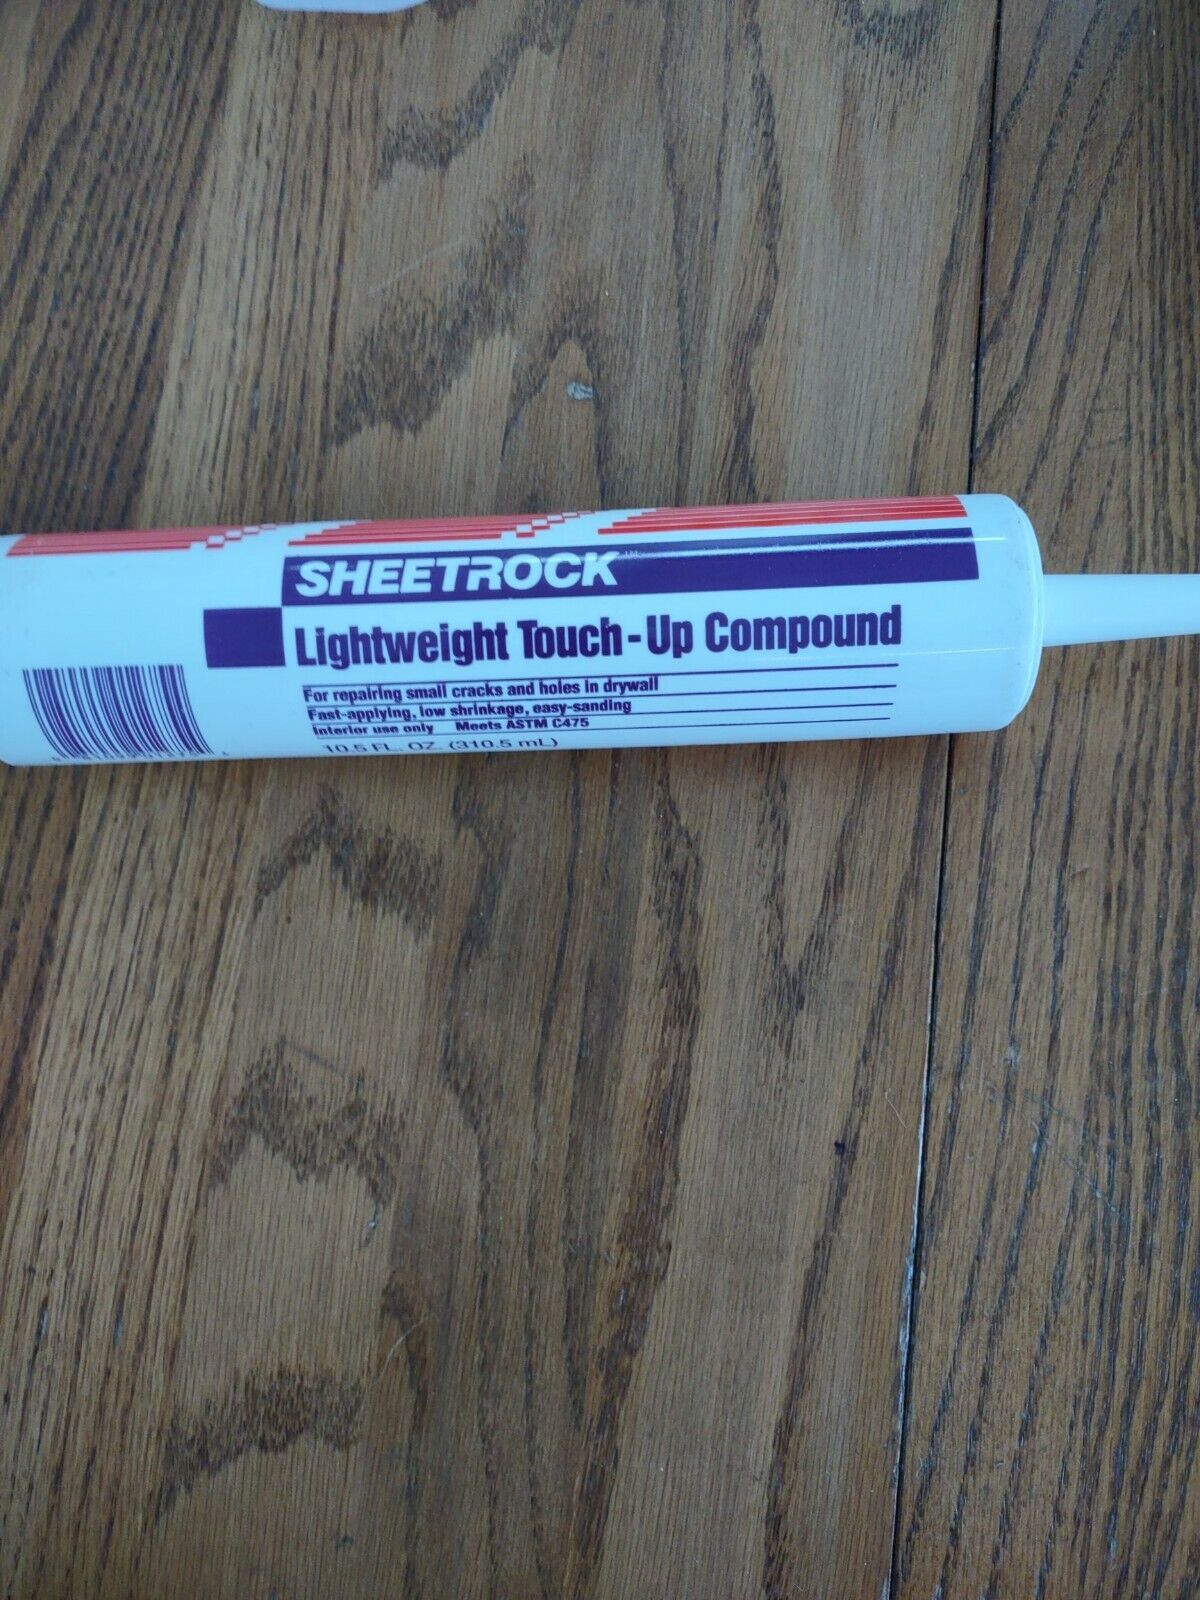 SHEETROCK™
Lightweight Touch-Up Compound
For repairing small cracks and holes in drywall
Fast-applying, low shrinkage, easy-sanding
Interior use only Meets ASTM C475
10.5 FL. OZ. (310.5 mL)